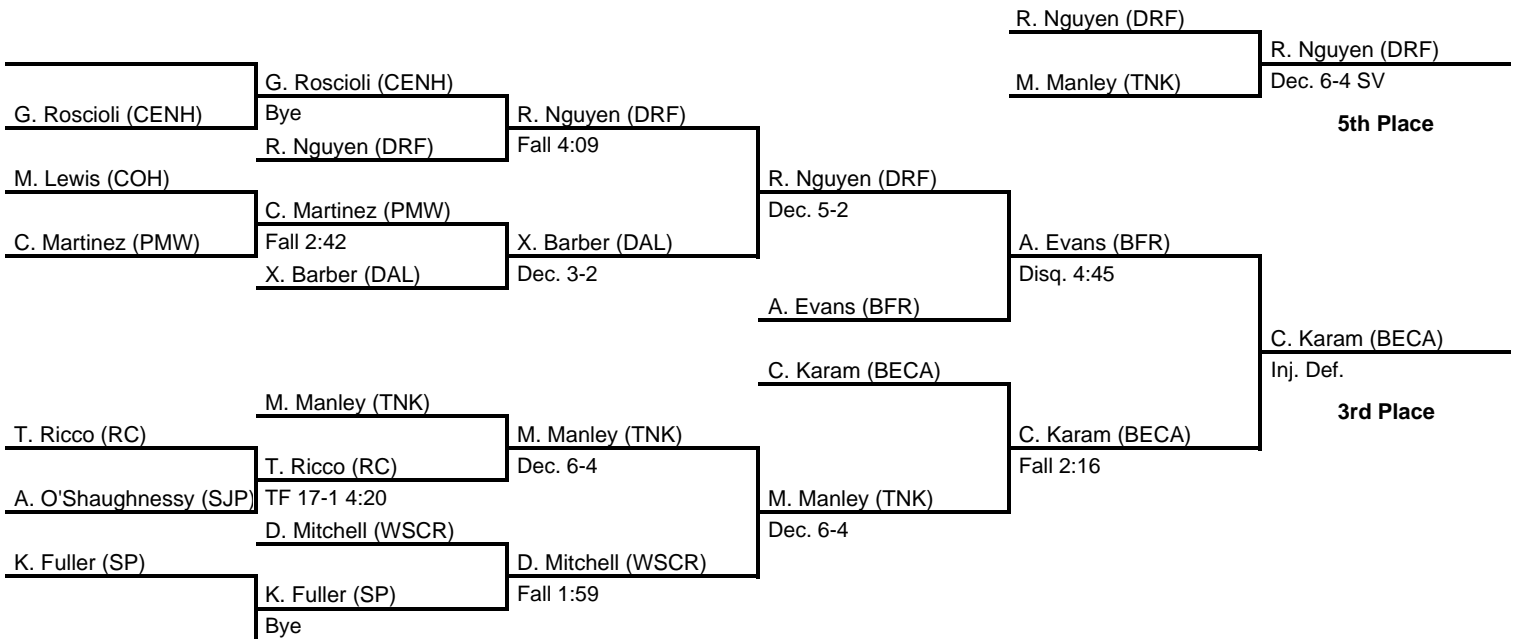 R. Nguyen (DRF)
R. Nguyen (DRF)
G. Roscioli (CENH)
M. Manley (TNK)
Dec. 6-4 SV
G. Roscioli (CENH)
Bye
R. Nguyen (DRF)
5th Place
R. Nguyen (DRF)
Fall 4:09
M. Lewis (COH)
R. Nguyen (DRF)
C. Martinez (PMW)
Dec. 5-2
C. Martinez (PMW)
Fall 2:42
X. Barber (DAL)
A. Evans (BFR)
X. Barber (DAL)
Dec. 3-2
Disq. 4:45
A. Evans (BFR)
C. Karam (BECA)
C. Karam (BECA)
Inj. Def.
M. Manley (TNK)
3rd Place
T. Ricco (RC)
M. Manley (TNK)
C. Karam (BECA)
T. Ricco (RC)
Dec. 6-4
Fall 2:16
A. O'Shaughnessy (SJP)
TF 17-1 4:20
M. Manley (TNK)
D. Mitchell (WSCR)
Dec. 6-4
K. Fuller (SP)
D. Mitchell (WSCR)
K. Fuller (SP)
Fall 1:59
Bye